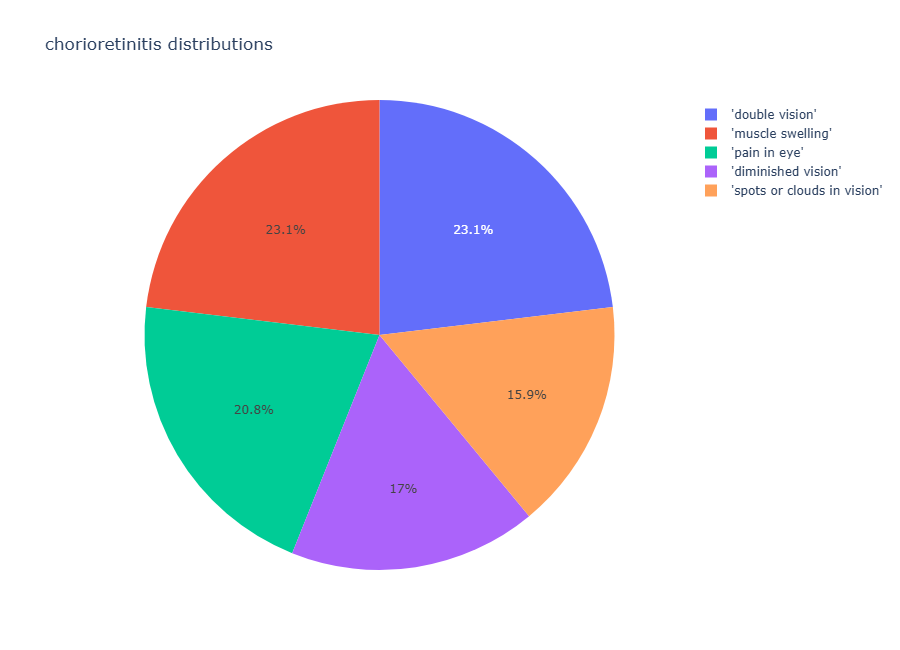 chorioretinitis distributions
'double vision'
'muscle swelling'
'pain in eye'
'diminished vision'
'spots or clouds in vision'
23.1%
23.1%
15.9%
20.8%
17%